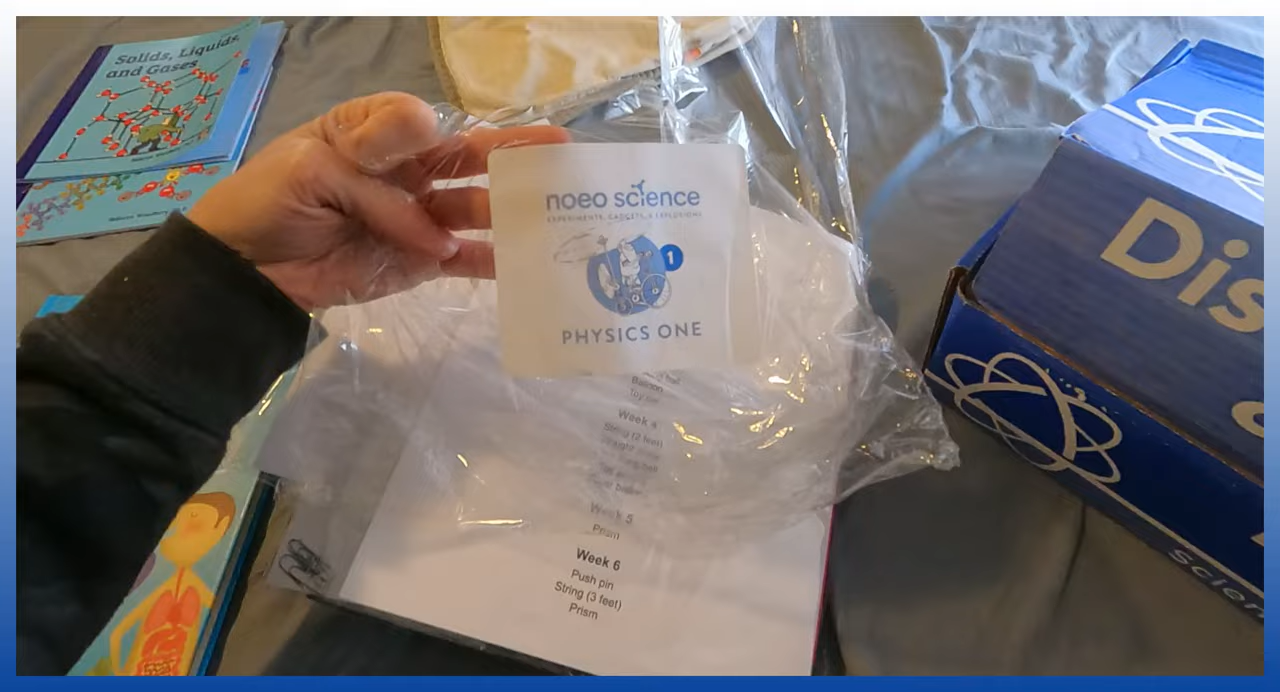 Solids, Liquids,
and Gases
noeo science
EXPERIMENTS, GADGETS, & EXPLOSIONS
1
PHYSICS ONE
Balloon
Week 4
String (2 feet)
Week 5
Prism
Week 6
Push pin
String (3 feet)
Prism
Dis